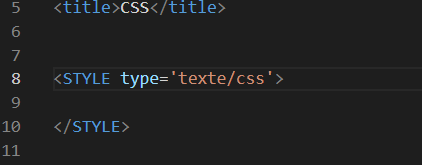 5 <title>CSS</title>
6
7
8 <STYLE type='texte/css'>
9
10 </STYLE>
11